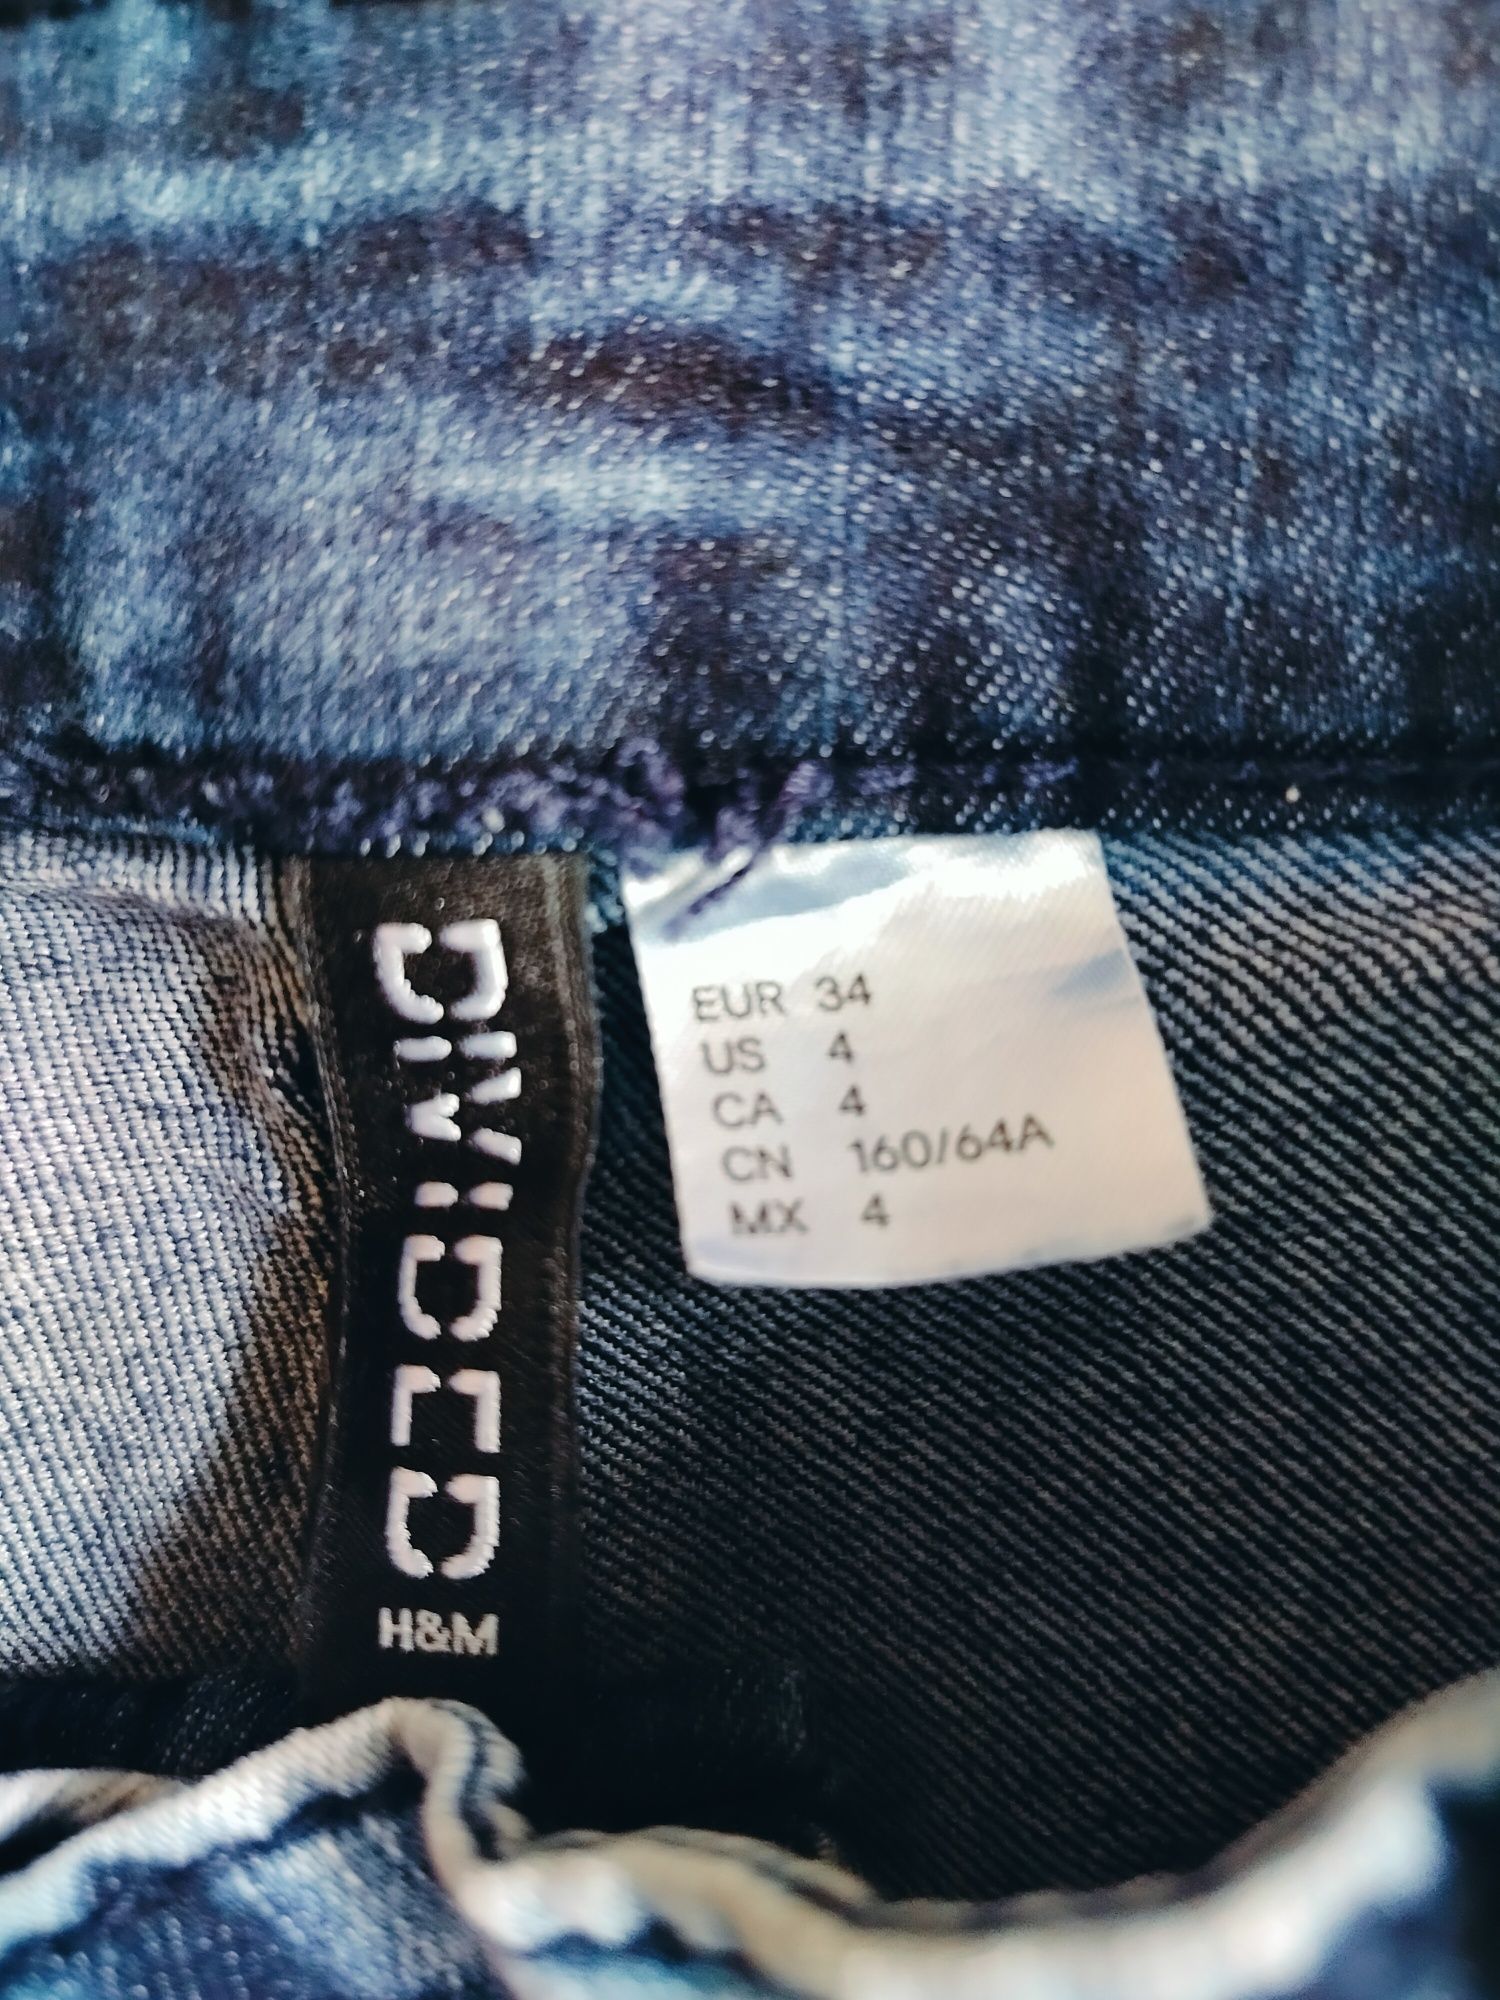 DIVIDED
H&M
EUR 34
US 4
CA 4
CN 160/64A
MX 4